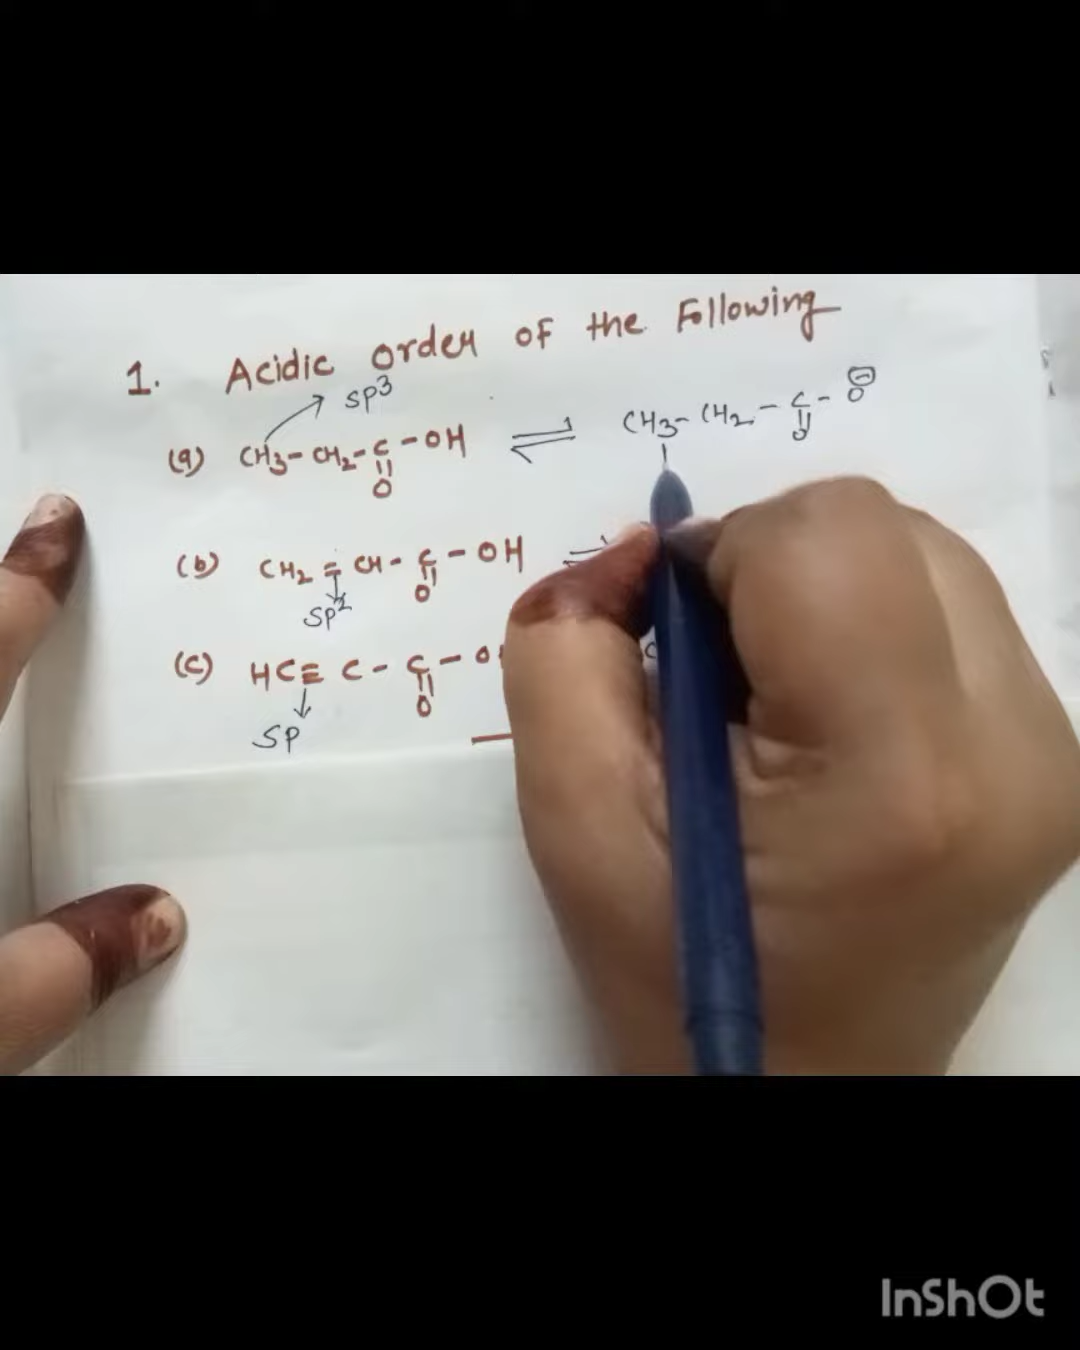 1. Acidic order of the Following
sp3
(a) CH3-CH2-C-OH ⇌ CH3-CH2-C-O⊖
O O
(b) CH2=CH-C-OH
O
sp2
(c) HC≡C-C-O
O
SP
InShOt